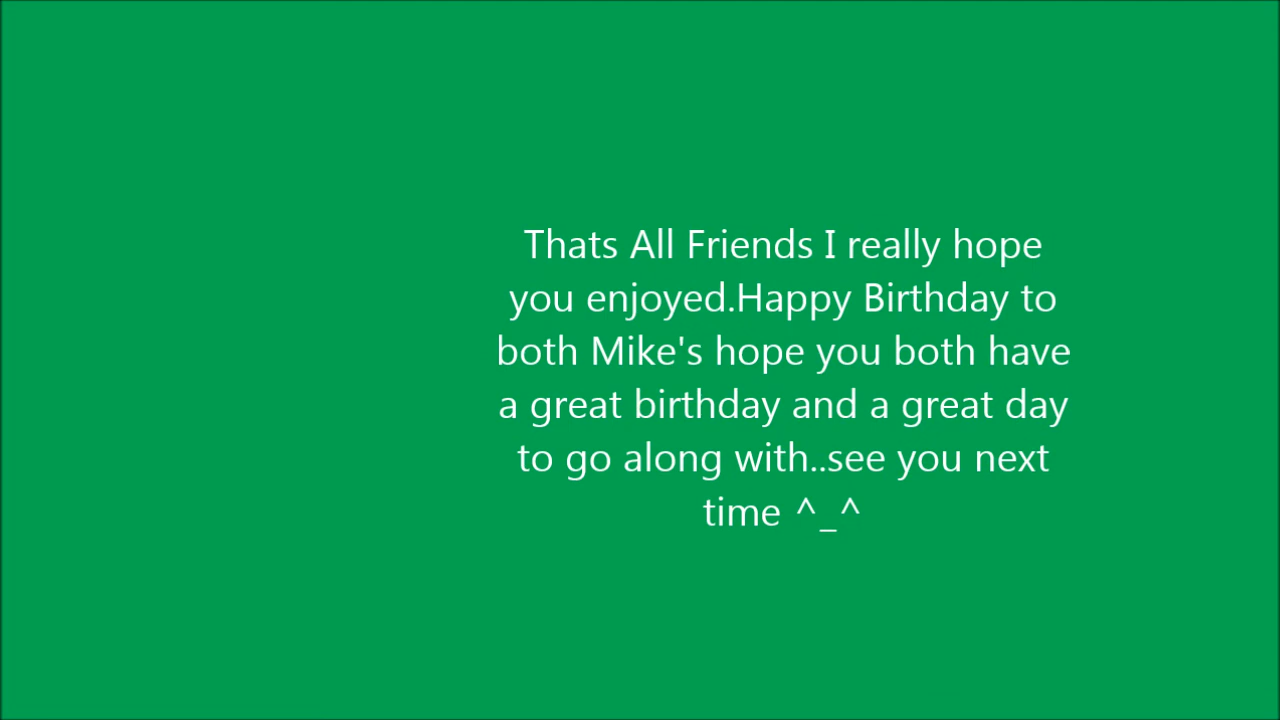 Thats All Friends I really hope
you enjoyed.Happy Birthday to
both Mike's hope you both have
a great birthday and a great day
to go along with..see you next
time ^_^